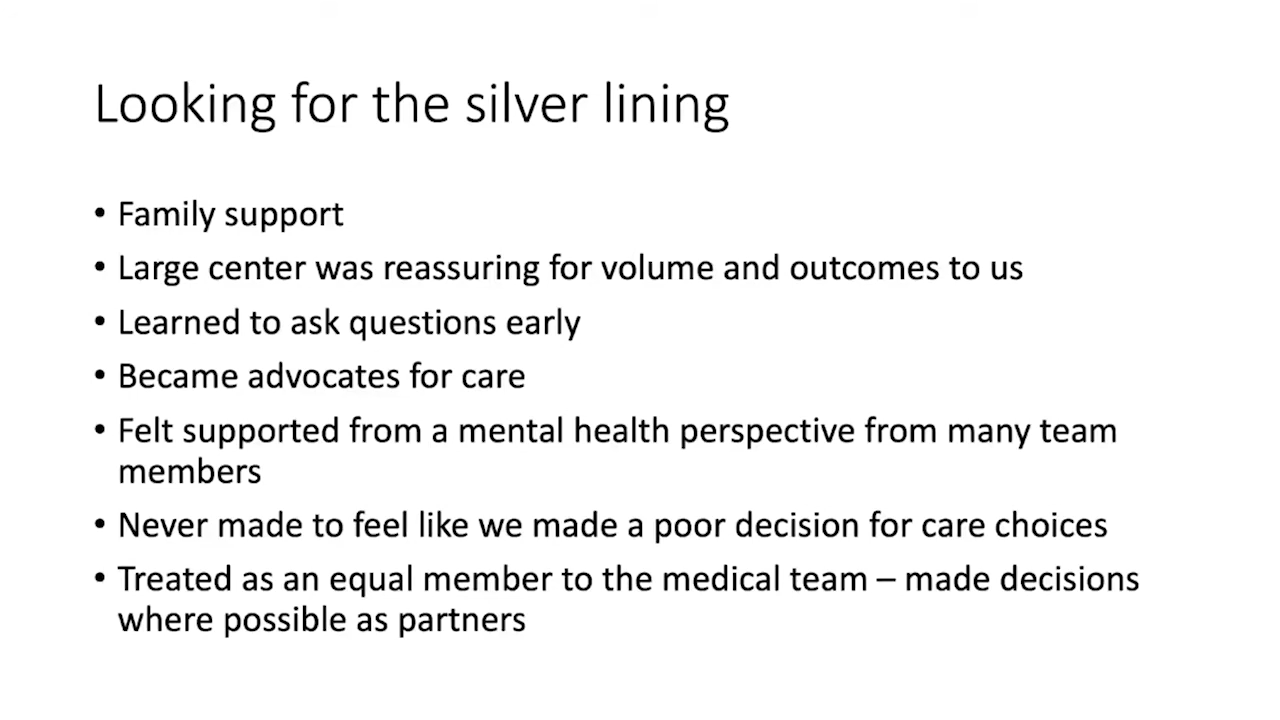 Looking for the silver lining
• Family support
• Large center was reassuring for volume and outcomes to us
• Learned to ask questions early
• Became advocates for care
• Felt supported from a mental health perspective from many team
members
• Never made to feel like we made a poor decision for care choices
• Treated as an equal member to the medical team – made decisions
where possible as partners